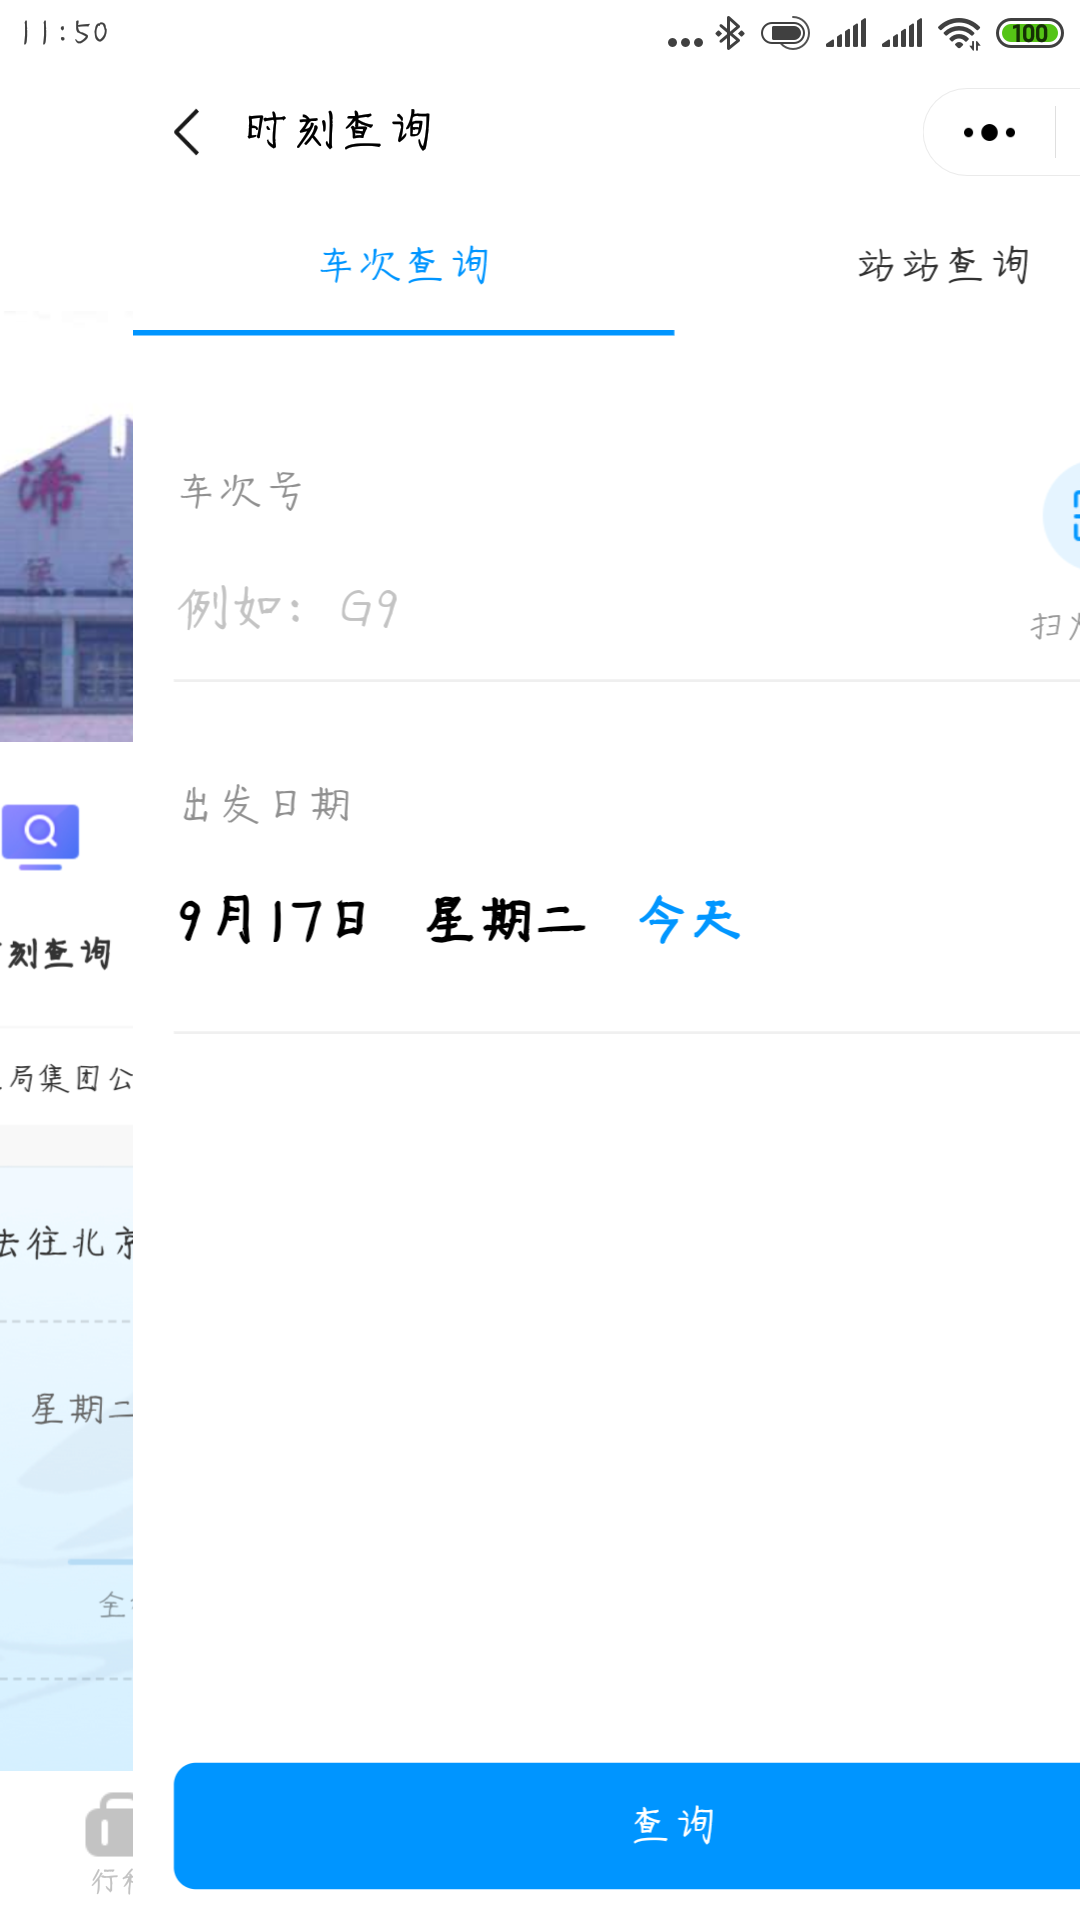 11:50
100
时刻查询
车次查询
站站查询
浠
车次号
例如：G9
扫
出发日期
9月17日 星期二 今天
刻查询
局集团公
去往北京
星期二
全
查询
行